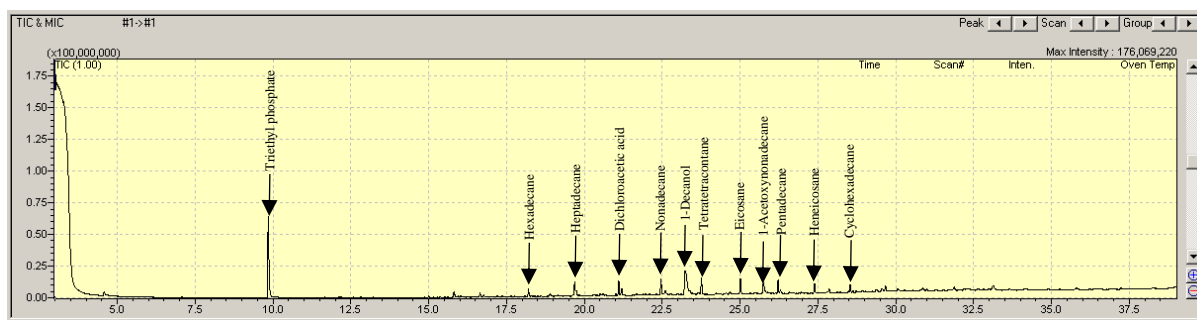 TIC & MIC #1->#1 Peak Scan Group
(x100,000,000) Max Intensity : 176,069,220
TIC (1.00) Time Scan# Inten. Oven Temp
1.75
1.50
1.25
1.00
0.75
0.50
0.25
0.00
Triethyl phosphate
Hexadecane
Heptadecane
Dichloroacetic acid
Nonadecane
1-Decanol
Tetratetracontane
Eicosane
1-Acetoxynonadecane
Pentadecane
Heneicosane
Cyclohexadecane
5.0 7.5 10.0 12.5 15.0 17.5 20.0 22.5 25.0 27.5 30.0 32.5 35.0 37.5